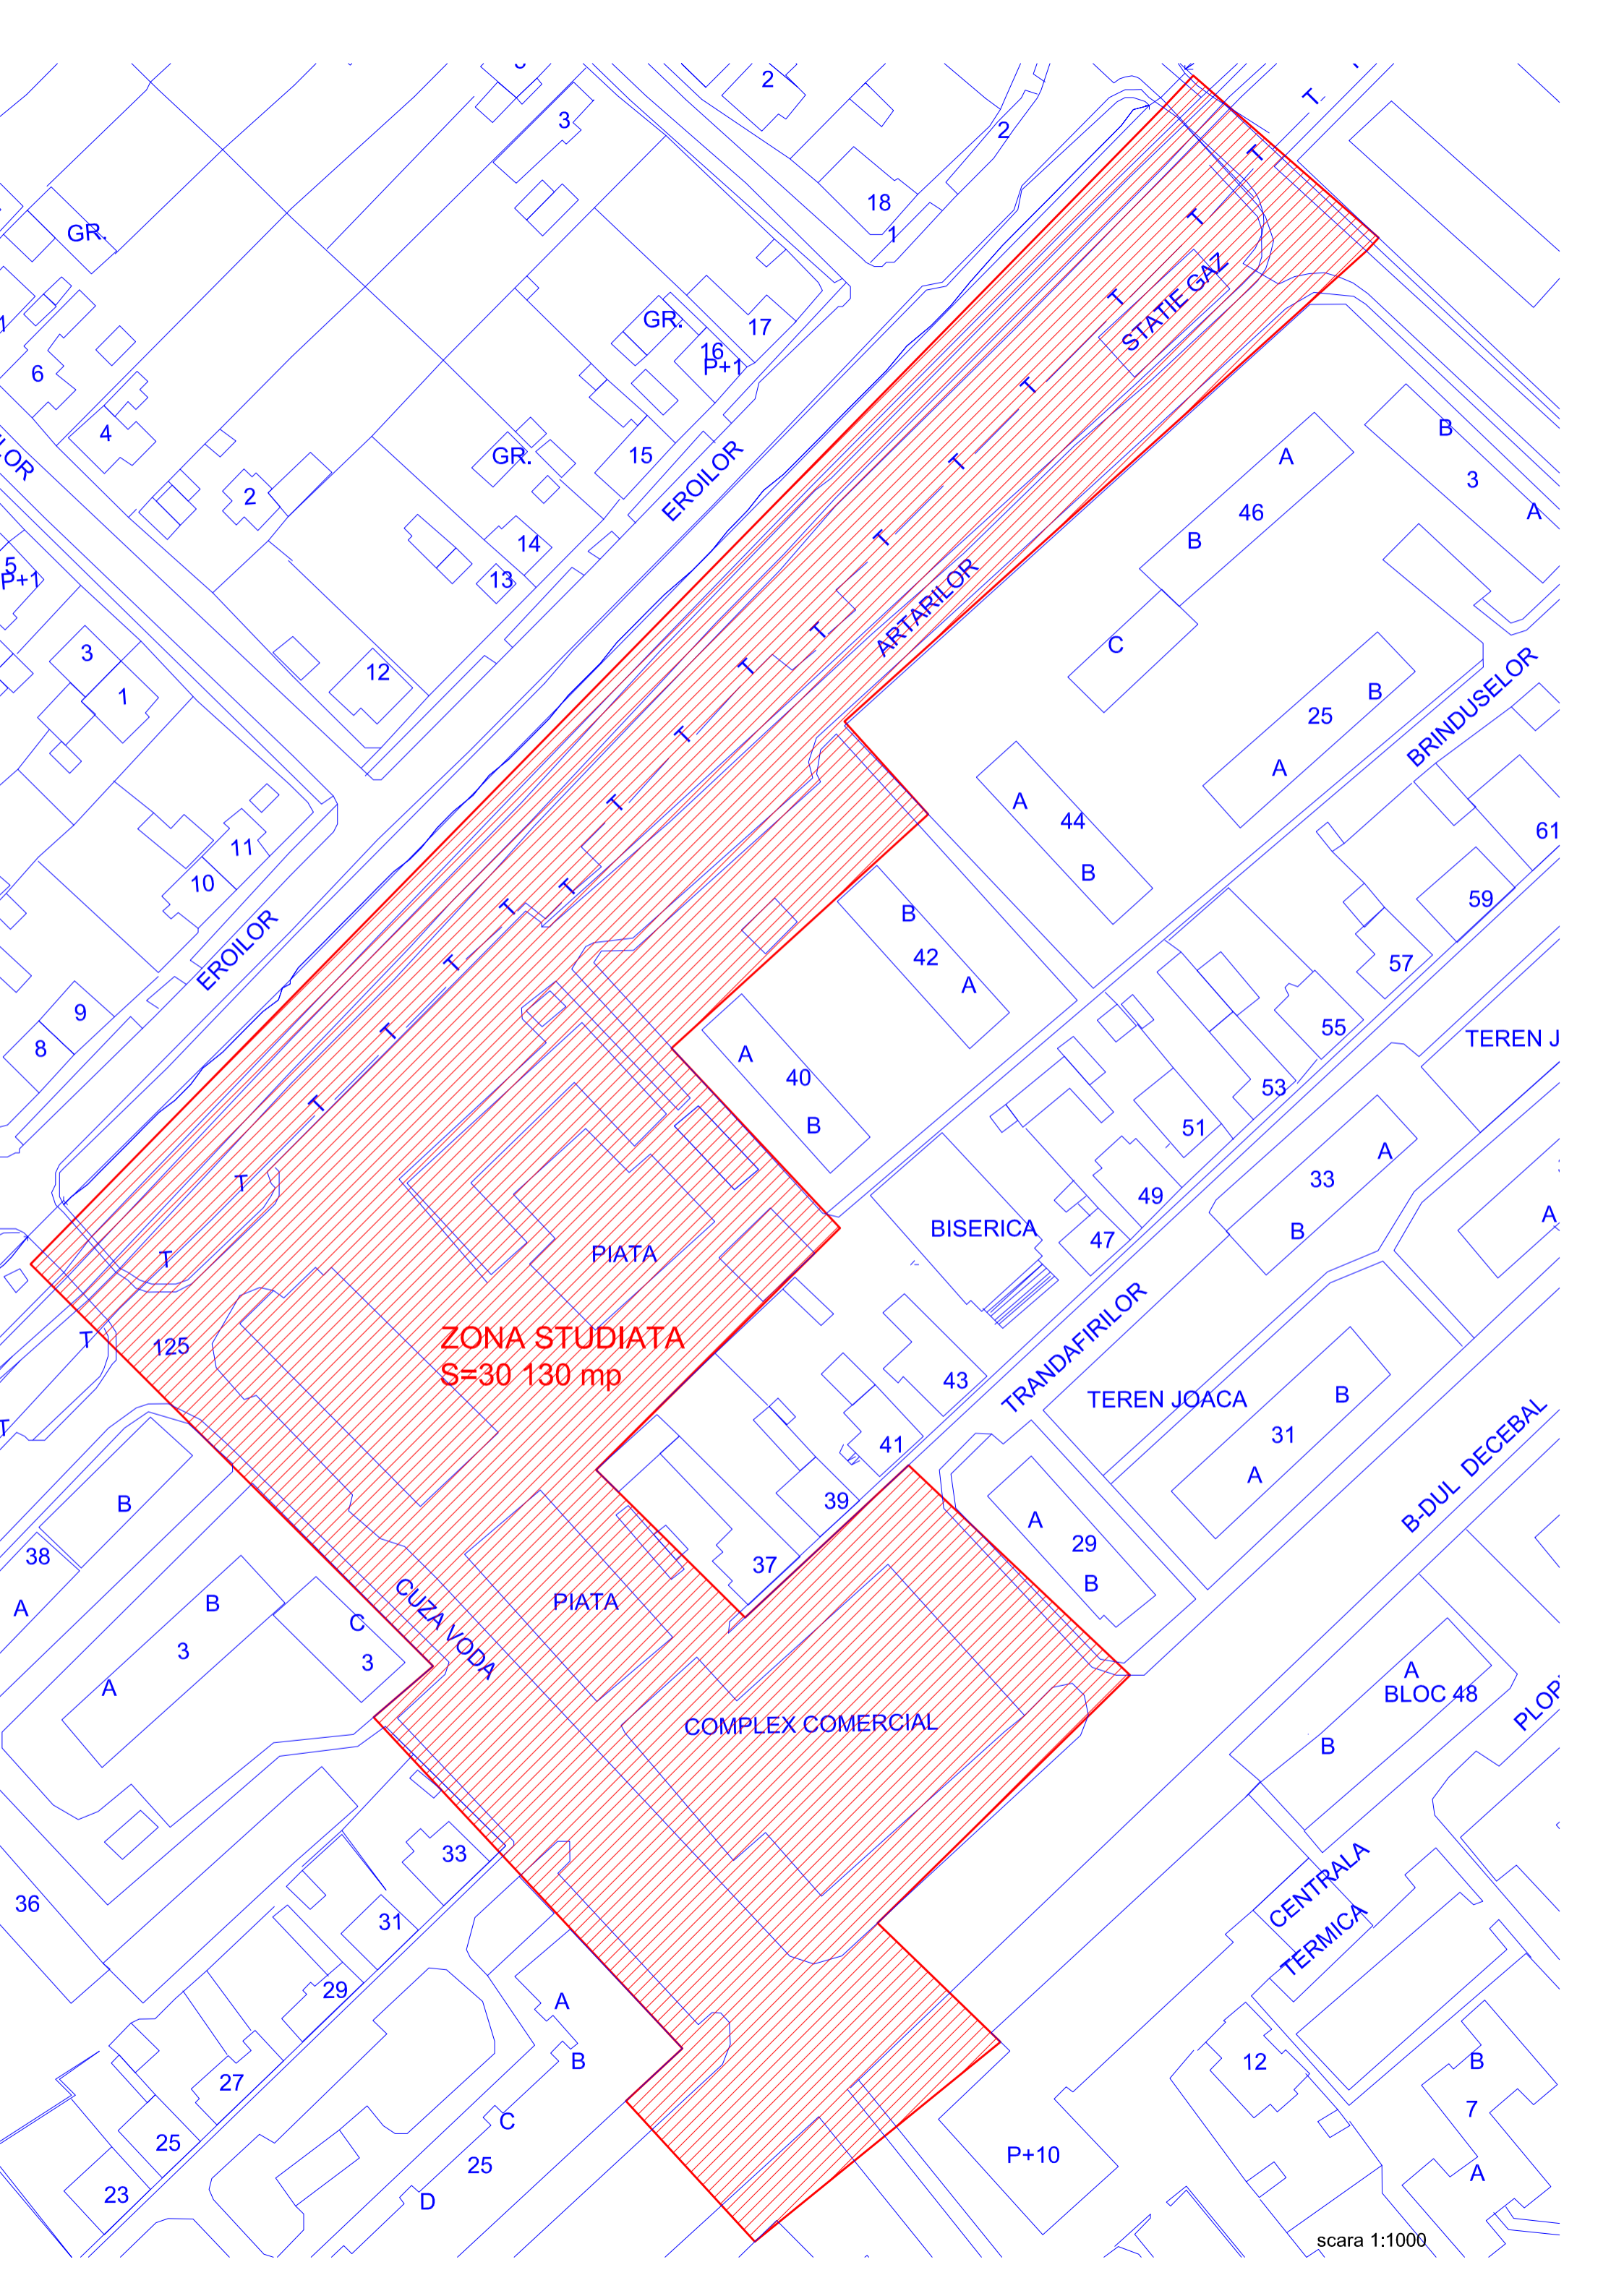 2
3
2
T
T
18
1
T
GR.
STATIE GAZ
T
GR.
17
16
P+1
6
T
4
B
A
3
GR.
15
T
2
EROILOR
46
A
T
B
14
13
P+1
5
ARTARILOR
T
C
3
T
12
1
B
25
BRINDUSELOR
T
A
T
A
44
61
11
B
10
T
59
T
B
EROILOR
T
42
57
A
9
55
8
T
A
TEREN J
40
53
T
B
51
A
33
T
49
A
BISERICA
B
47
PIATA
T
ZONA STUDIATA
T
125
S=30 130 mp
TRANDAFIRILOR
43
TEREN JOACA
B
T
41
31
B-DUL DECEBAL
A
B
39
A
38
29
37
B
A
B
CUZA VODA
PIATA
C
3
3
A
A
BLOC 48
COMPLEX COMERCIAL
PLOP
B
33
36
CENTRALA
31
TERMICA
29
A
B
12
B
27
7
C
25
P+10
25
A
23
D
scara 1:1000